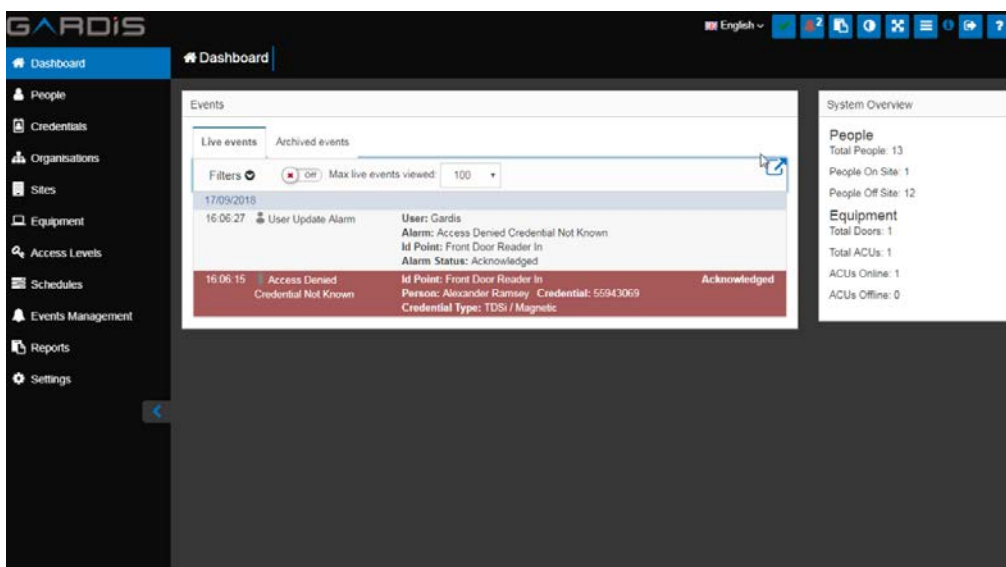 GARDiS
English
2
0
?
Dashboard
People
Credentials
Organisations
Sites
Equipment
Access Levels
Schedules
Events Management
Reports
Settings
Dashboard
Events
Live events Archived events
Filters Off Max live events viewed: 100
17/09/2018
16:06:27 User Update Alarm User: Gardis
Alarm: Access Denied Credential Not Known
Id Point: Front Door Reader In
Alarm Status: Acknowledged
16:06:15 Access Denied Id Point: Front Door Reader In Acknowledged
Credential Not Known Person: Alexander Ramsey Credential: 55943069
Credential Type: TDSi / Magnetic
System Overview
People
Total People: 13
People On Site: 1
People Off Site: 12
Equipment
Total Doors: 1
Total ACUs: 1
ACUs Online: 1
ACUs Offline: 0